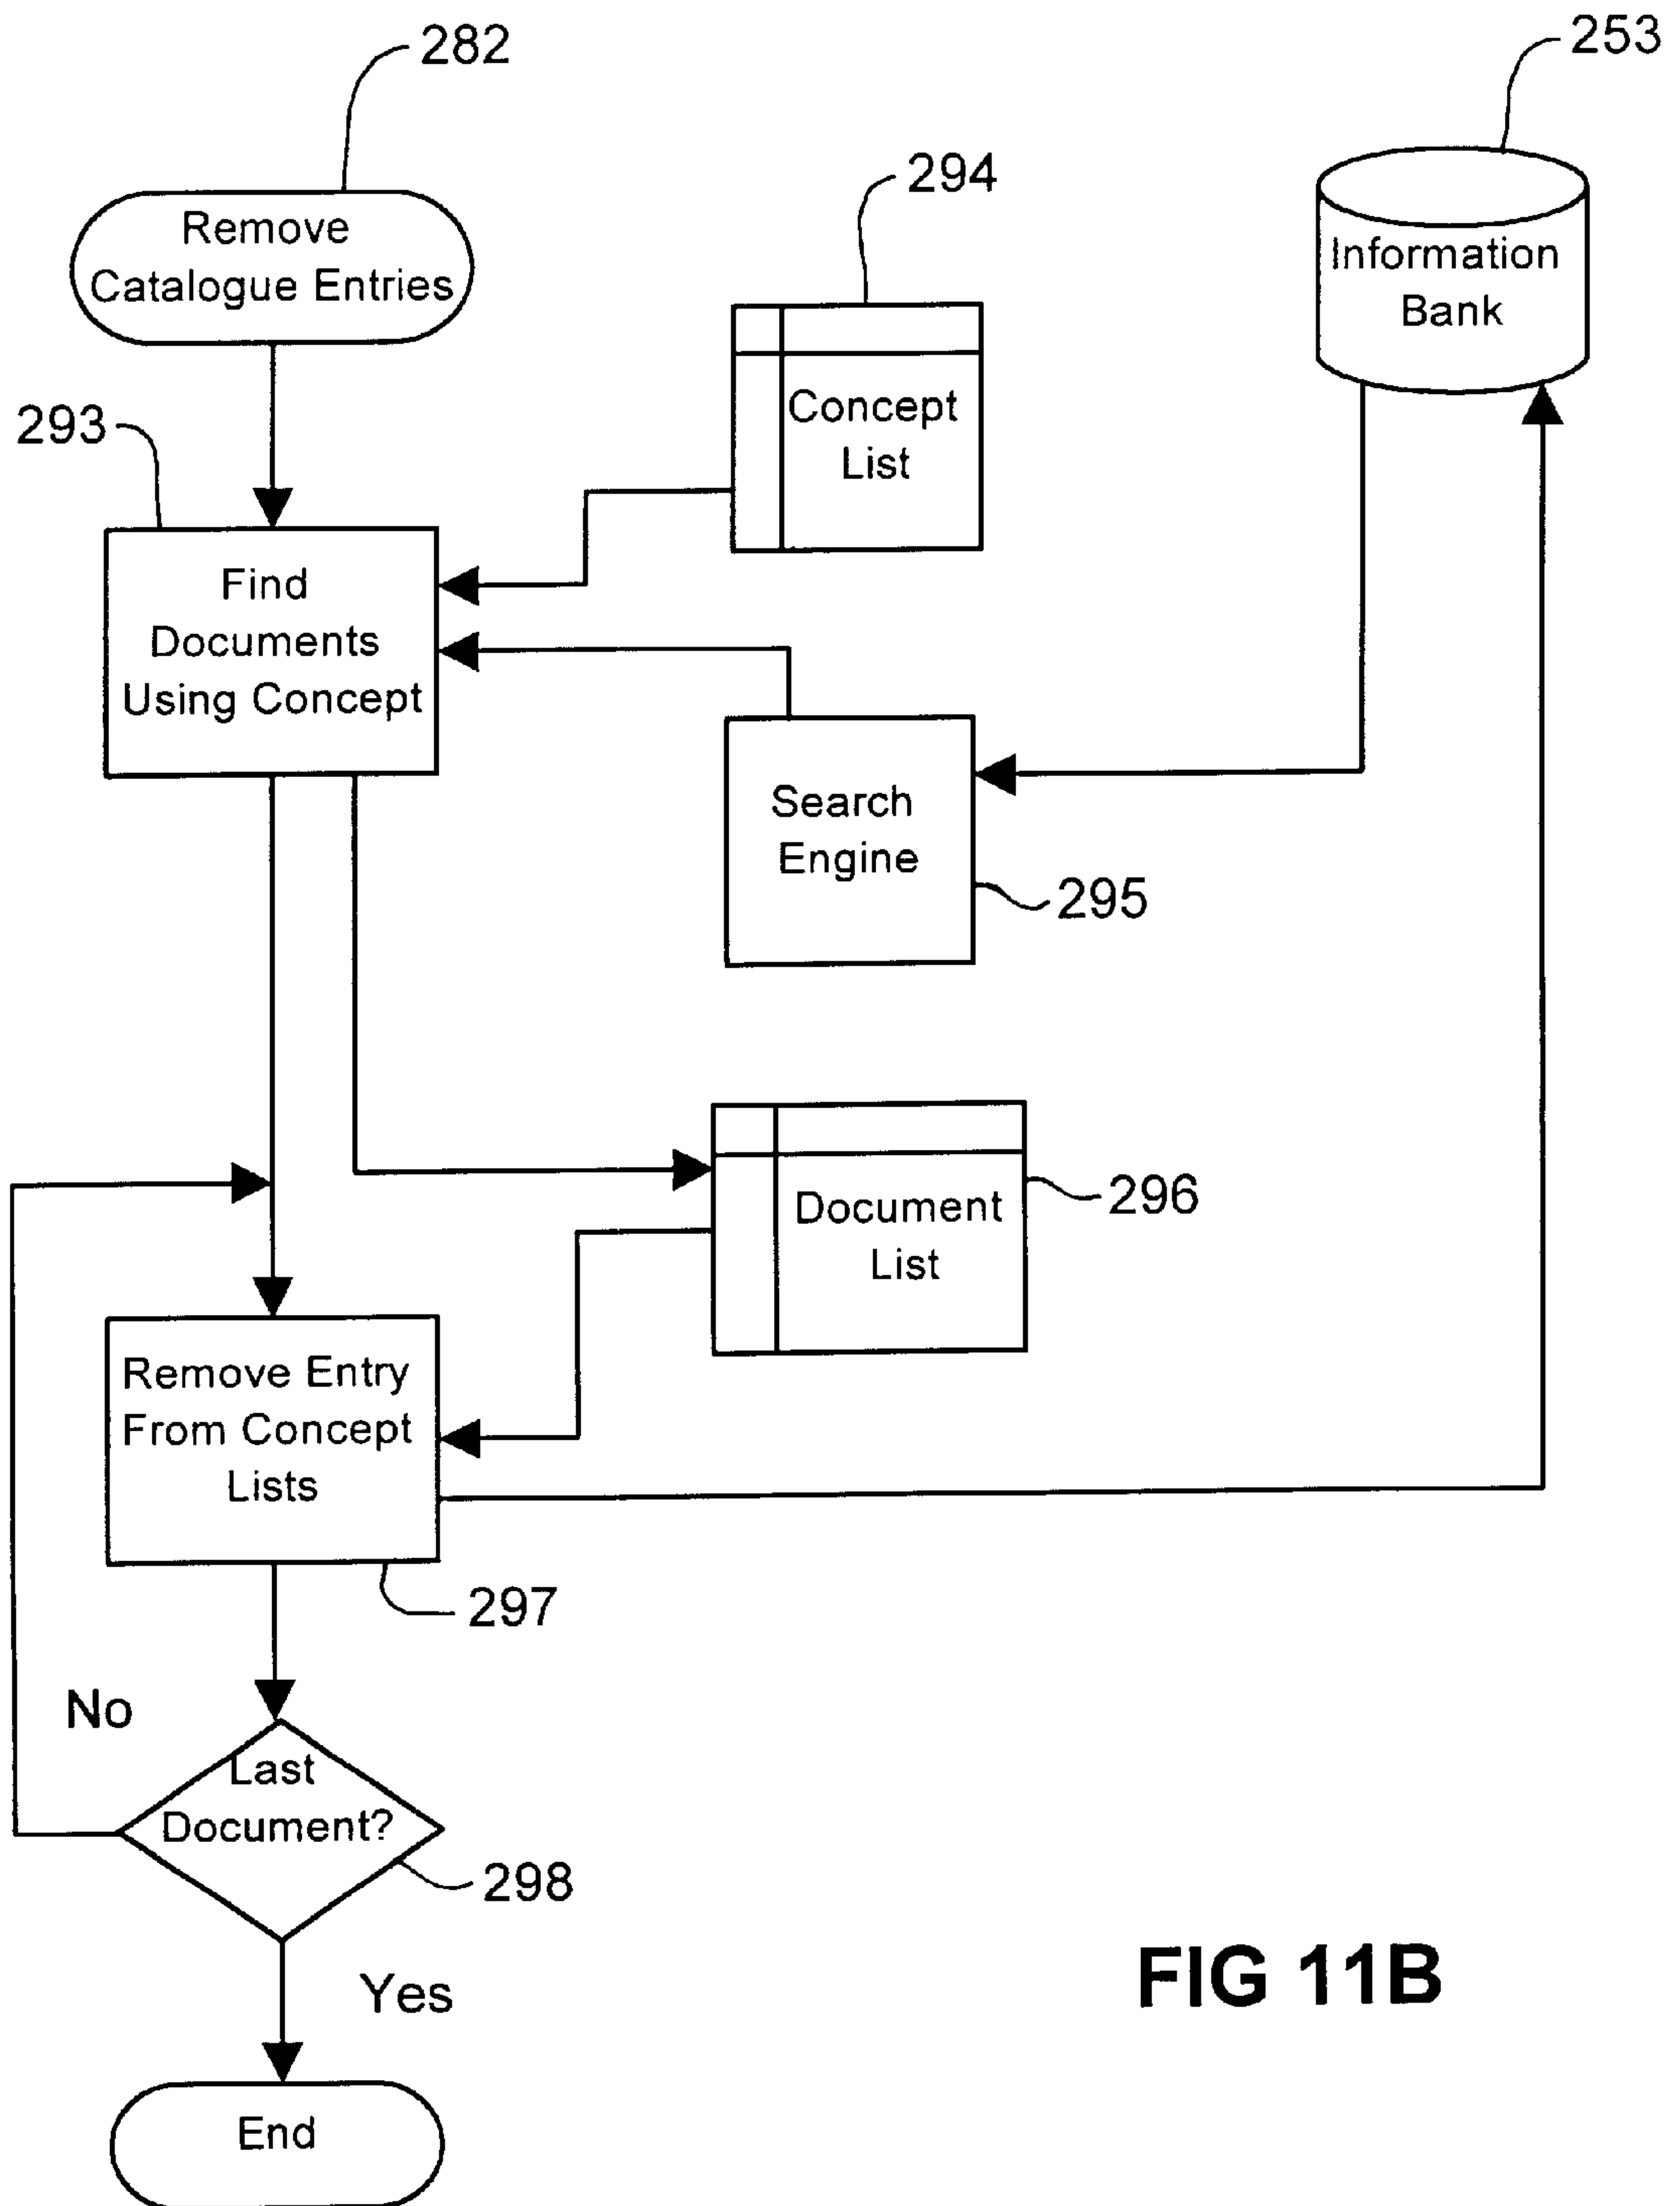 282
253
294
Remove
Catalogue Entries
Information
Bank
Concept
List
293
Find
Documents
Using Concept
Search
Engine
295
Document
List
296
Remove Entry
From Concept
Lists
297
No
Last
Document?
298
Yes
FIG 11B
End